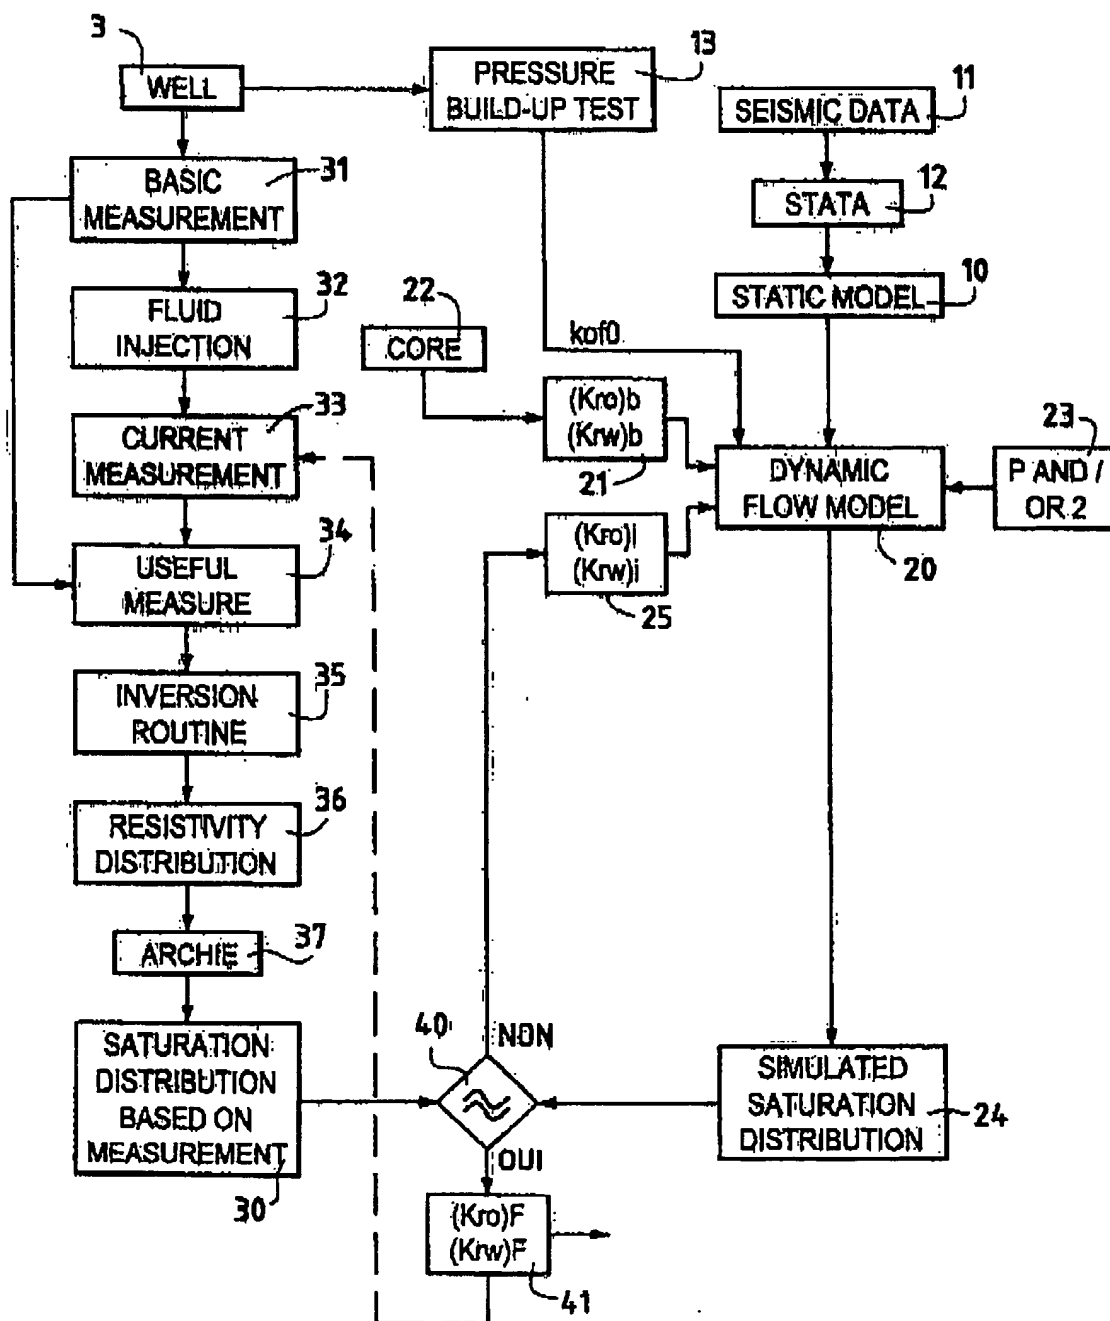 3
WELL
PRESSURE
BUILD-UP TEST
13
SEISMIC DATA
11
BASIC
MEASUREMENT
31
STATA
12
FLUID
INJECTION
32
22
CORE
kof0
STATIC MODEL
10
CURRENT
MEASUREMENT
33
(Kro)b
(Krw)b
21
DYNAMIC
FLOW MODEL
20
23
P AND /
OR 2
USEFUL
MEASURE
34
(Kro)i
(Krw)i
25
INVERSION
ROUTINE
35
RESISTIVITY
DISTRIBUTION
36
ARCHIE
37
SATURATION
DISTRIBUTION
BASED ON
MEASUREMENT
30
40
NON
OUI
SIMULATED
SATURATION
DISTRIBUTION
24
(Kro)F
(Krw)F
41